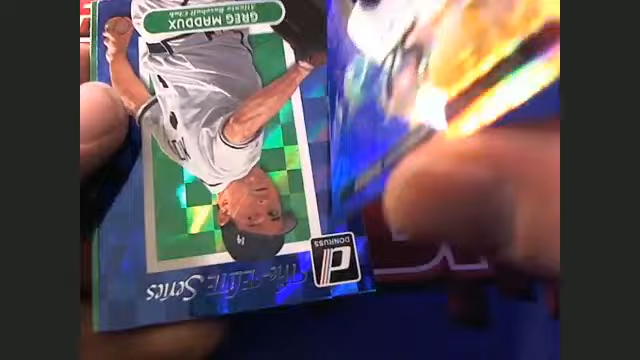 The Elite Series
DONRUSS
GREG MADDUX
Atlanta Baseball Club